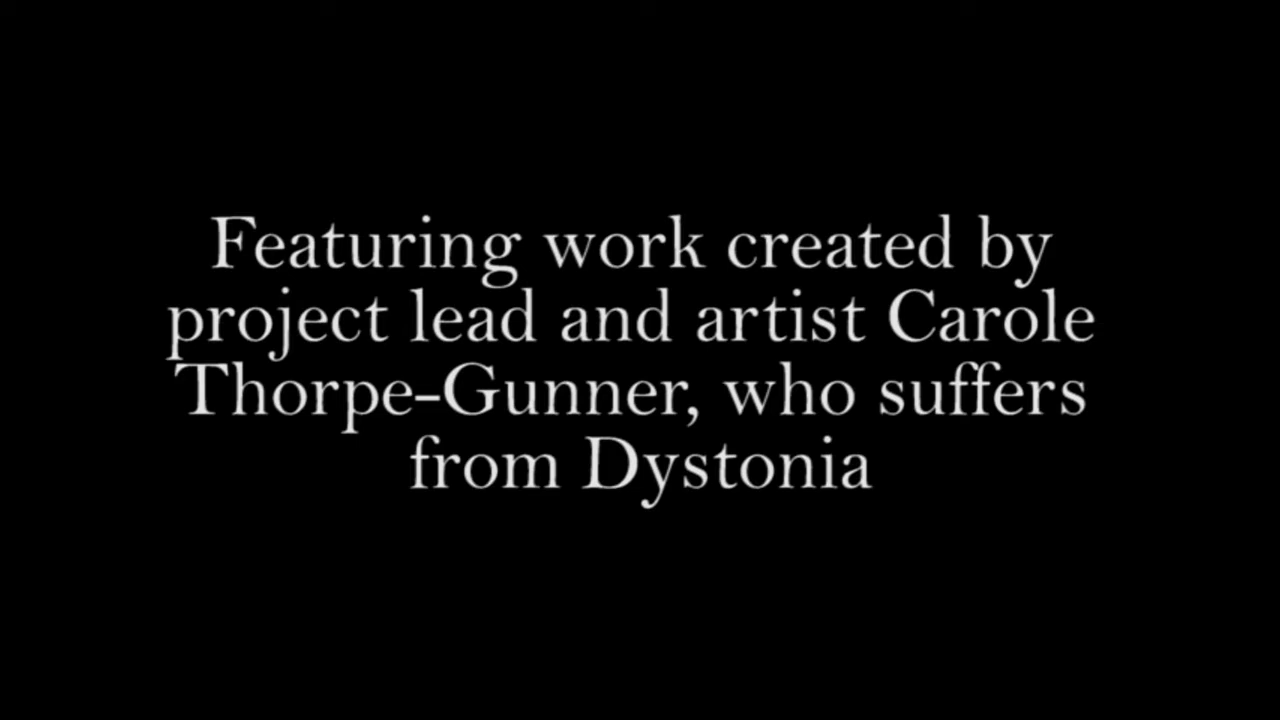 Featuring work created by
project lead and artist Carole
Thorpe-Gunner, who suffers
from Dystonia